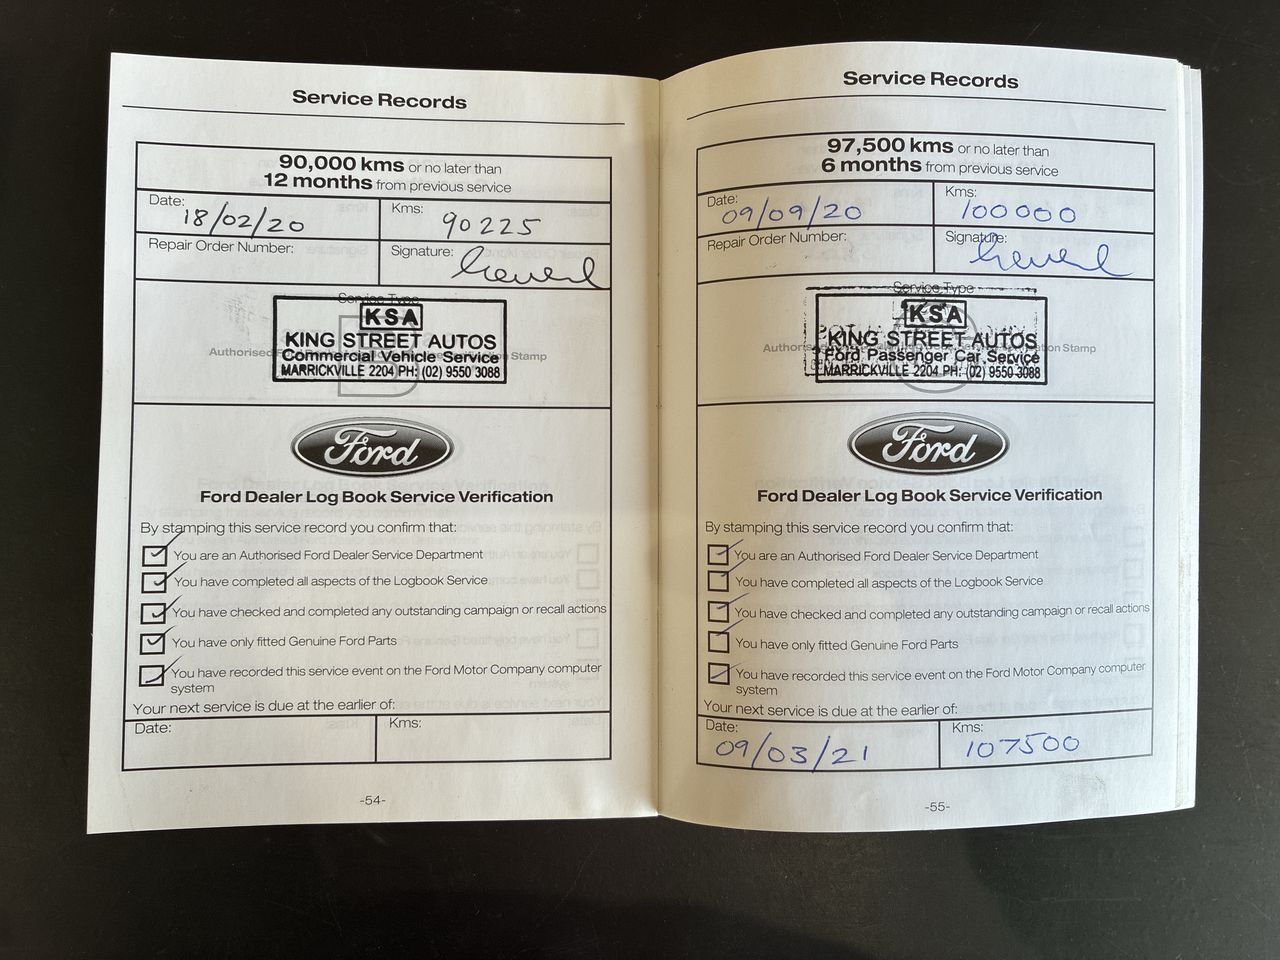 Service Records
90,000 kms or no later than
12 months from previous service
Date:
18/02/20
Kms:
90225
Repair Order Number:
Signature:
Service Type
KSA
KING STREET AUTOS
Commercial Vehicle Service
MARRICKVILLE 2204 PH: (02) 9550 3088
Authorised
Stamp
Ford
Ford Dealer Log Book Service Verification
By stamping this service record you confirm that:
You are an Authorised Ford Dealer Service Department
You have completed all aspects of the Logbook Service
You have checked and completed any outstanding campaign or recall actions
You have only fitted Genuine Ford Parts
You have recorded this service event on the Ford Motor Company computer
system
Your next service is due at the earlier of:
Date:
Kms:
-54-
Service Records
97,500 kms or no later than
6 months from previous service
Date:
09/09/20
Kms:
100000
Repair Order Number:
Signature:
Service Type
KSA
KING STREET AUTOS
Ford Passenger Car Service
MARRICKVILLE 2204 PH: (02) 9550 3088
Stamp
Ford
Ford Dealer Log Book Service Verification
By stamping this service record you confirm that:
You are an Authorised Ford Dealer Service Department
You have completed all aspects of the Logbook Service
You have checked and completed any outstanding campaign or recall actions
You have only fitted Genuine Ford Parts
You have recorded this service event on the Ford Motor Company computer
system
Your next service is due at the earlier of:
Date:
09/03/21
Kms:
107500
-55-